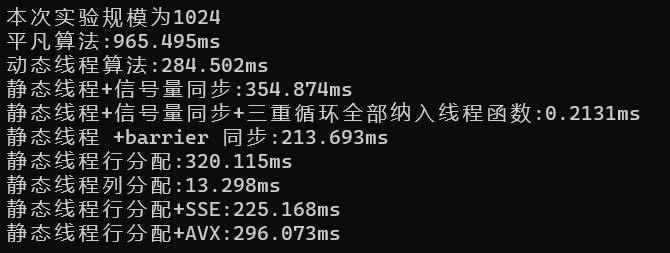 本次实验规模为1024
平凡算法:965.495ms
动态线程算法:284.502ms
静态线程+信号量同步:354.874ms
静态线程+信号量同步+三重循环全部纳入线程函数:0.2131ms
静态线程 +barrier 同步:213.693ms
静态线程行分配:320.115ms
静态线程列分配:13.298ms
静态线程行分配+SSE:225.168ms
静态线程行分配+AVX:296.073ms